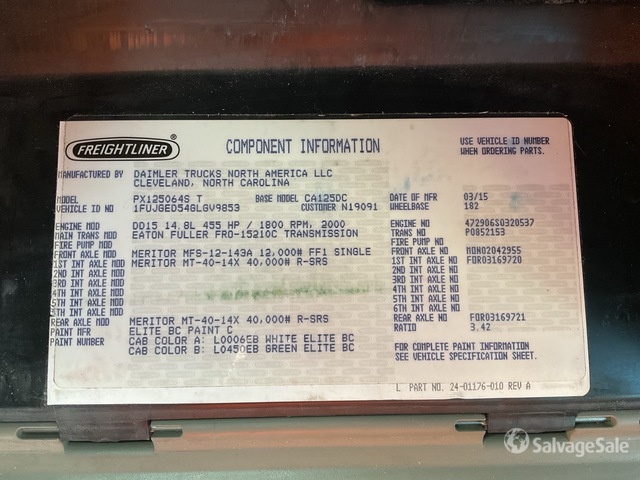 FREIGHTLINER ® COMPONENT INFORMATION USE VEHICLE ID NUMBER
WHEN ORDERING PARTS.
MANUFACTURED BY DAIMLER TRUCKS NORTH AMERICA LLC
CLEVELAND, NORTH CAROLINA
MODEL PX125064S T BASE MODEL CA125DC DATE OF MFR 03/15
VEHICLE ID NO 1FUJGED54GLGV9853 CUSTOMER N19091 WHEELBASE 182
ENGINE MOD DD15 14.8L 455 HP / 1800 RPM, 2000 ENGINE NO 472906S0320537
MAIN TRANS MOD EATON FULLER FRO-15210C TRANSMISSION TRANS NO P0852153
FIRE PUMP MOD FIRE PUMP NO
FRONT AXLE MOD MERITOR MFS-12-143A 12,000# FF1 SINGLE FRONT AXLE NO MON02042955
1ST INT AXLE MOD MERITOR MT-40-14X 40,000# R-SRS 1ST INT AXLE NO FOR03169720
2ND INT AXLE MOD 2ND INT AXLE NO
3RD INT AXLE MOD 3RD INT AXLE NO
4TH INT AXLE MOD 4TH INT AXLE NO
5TH INT AXLE MOD 5TH INT AXLE NO
6TH INT AXLE MOD 6TH INT AXLE NO
REAR AXLE MOD MERITOR MT-40-14X 40,000# R-SRS REAR AXLE NO FOR03169721
PAINT MFR ELITE BC PAINT C RATIO 3.42
PAINT NUMBER CAB COLOR A: L0006EB WHITE ELITE BC
CAB COLOR B: L0450EB GREEN ELITE BC
FOR COMPLETE PAINT INFORMATION
SEE VEHICLE SPECIFICATION SHEET.
L PART NO. 24-01176-010 REV A
SalvageSale